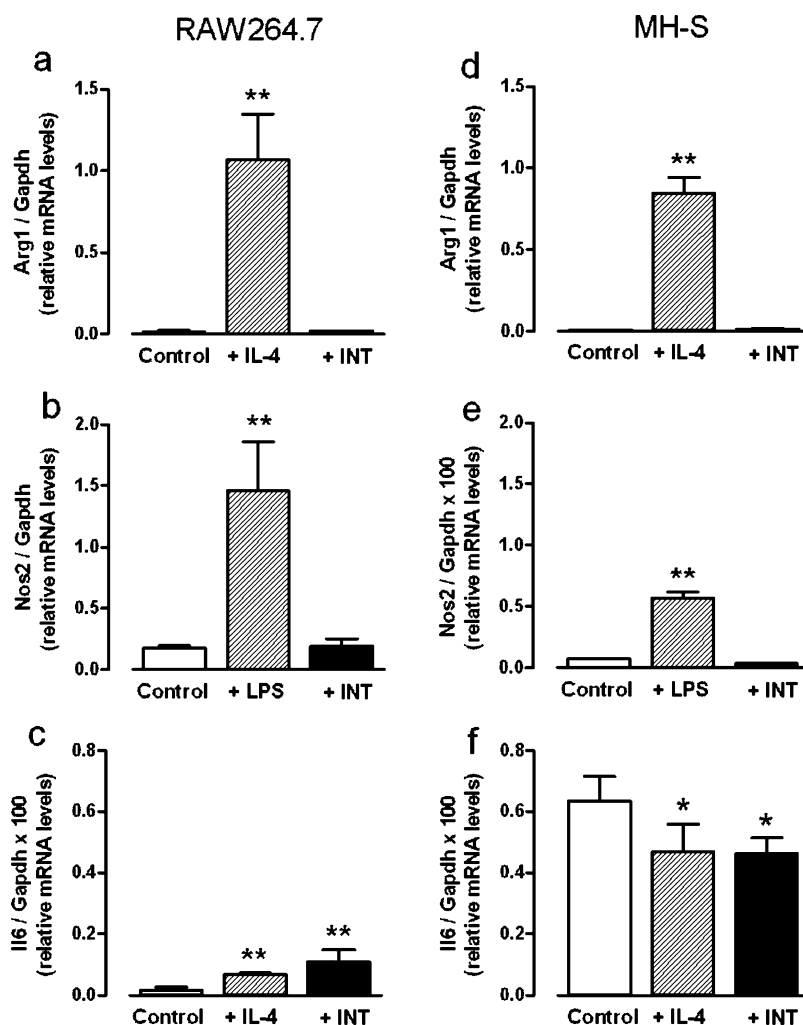 RAW264.7
MH-S
a
Arg1 / Gapdh
(relative mRNA levels)
1.5
1.0
0.5
0.0
**
Control + IL-4 + INT
d
Arg1 / Gapdh
(relative mRNA levels)
1.5
1.0
0.5
0.0
**
Control + IL-4 + INT
b
Nos2 / Gapdh
(relative mRNA levels)
2.0
1.5
1.0
0.5
0.0
**
Control + LPS + INT
e
Nos2 / Gapdh x 100
(relative mRNA levels)
2.0
1.5
1.0
0.5
0.0
**
Control + LPS + INT
c
Il6 / Gapdh x 100
(relative mRNA levels)
0.8
0.6
0.4
0.2
0.0
**
**
Control + IL-4 + INT
f
Il6 / Gapdh x 100
(relative mRNA levels)
0.8
0.6
0.4
0.2
0.0
*
*
Control + IL-4 + INT